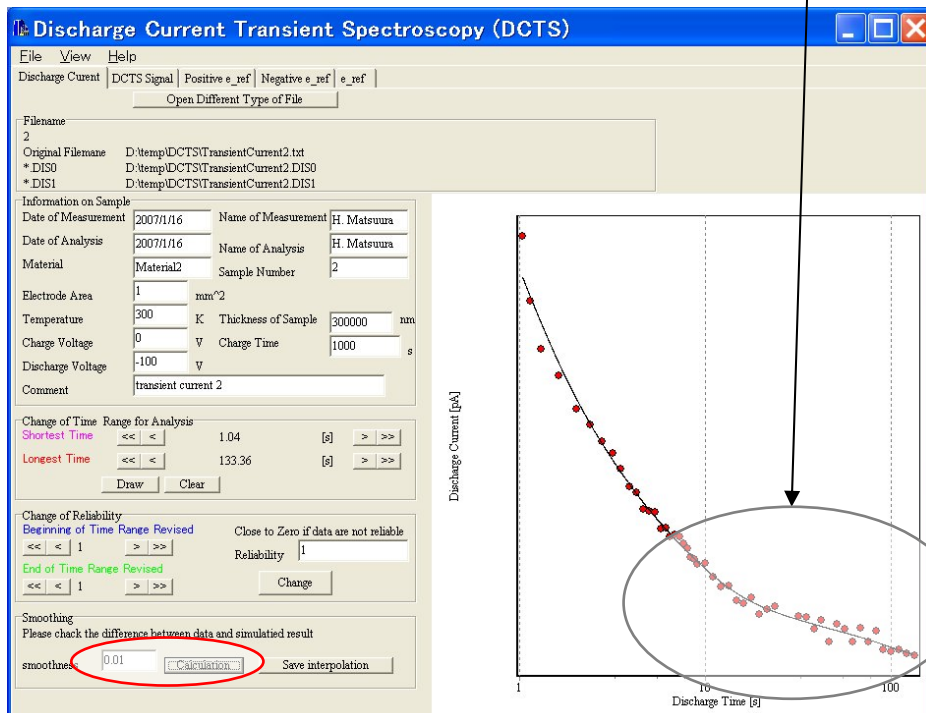 Discharge Current Transient Spectroscopy (DCTS)
File View Help
Discharge Curent DCTS Signal Positive e_ref Negative e_ref e_ref
Open Different Type of File
Filename
2
Original Filemane D:\temp\DCTS\TransientCurrent2.txt
*.DIS0 D:\temp\DCTS\TransientCurrent2.DIS0
*.DIS1 D:\temp\DCTS\TransientCurrent2.DIS1
Information on Sample
Date of Measurement 2007/1/16 Name of Measurement H. Matsuura
Date of Analysis 2007/1/16 Name of Analysis H. Matsuura
Material Material2 Sample Number 2
Electrode Area 1 mm^2
Temperature 300 K Thickness of Sample 300000 nm
Charge Voltage 0 V Charge Time 1000 s
Discharge Voltage -100 V
Comment transient current 2
Change of Time Range for Analysis
Shortest Time << < 1.04 [s] > >>
Longest Time << < 133.36 [s] > >>
Draw Clear
Change of Reliability
Beginning of Time Range Revised Close to Zero if data are not reliable
<< < 1 > >> Reliability 1
End of Time Range Revised
<< < 1 > >> Change
Smoothing
Please chack the difference between data and simulatied result
smoothness 0.01 Calculation Save interpolation
Discharge Current [pA]
1 10 100
Discharge Time [s]